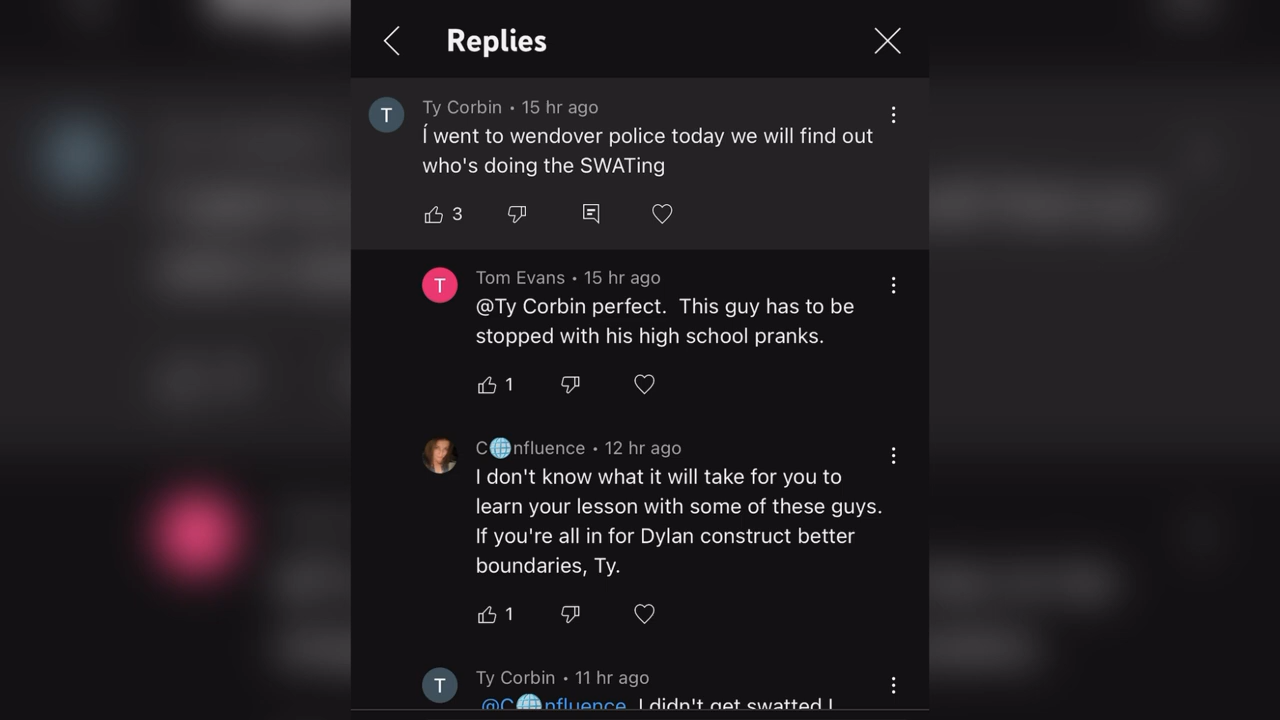 Replies
T
Ty Corbin • 15 hr ago
Í went to wendover police today we will find out
who's doing the SWATing
3
T
Tom Evans • 15 hr ago
@Ty Corbin perfect.  This guy has to be
stopped with his high school pranks.
1
C🌐nfluence • 12 hr ago
I don't know what it will take for you to
learn your lesson with some of these guys.
If you're all in for Dylan construct better
boundaries, Ty.
1
T
Ty Corbin • 11 hr ago
@C🌐nfluence  I didn't get swatted I